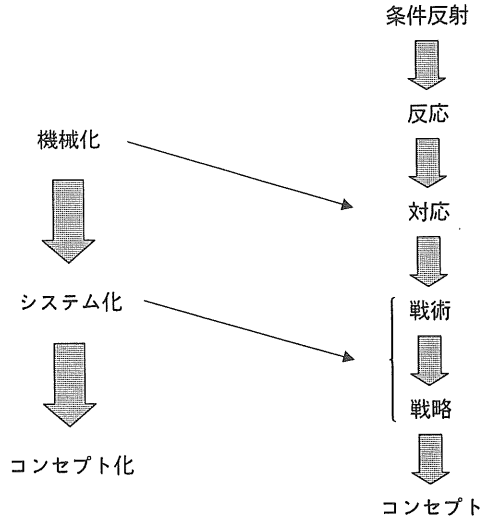 条件反射
反応
機械化
対応
システム化
戦術
戦略
コンセプト化
コンセプト